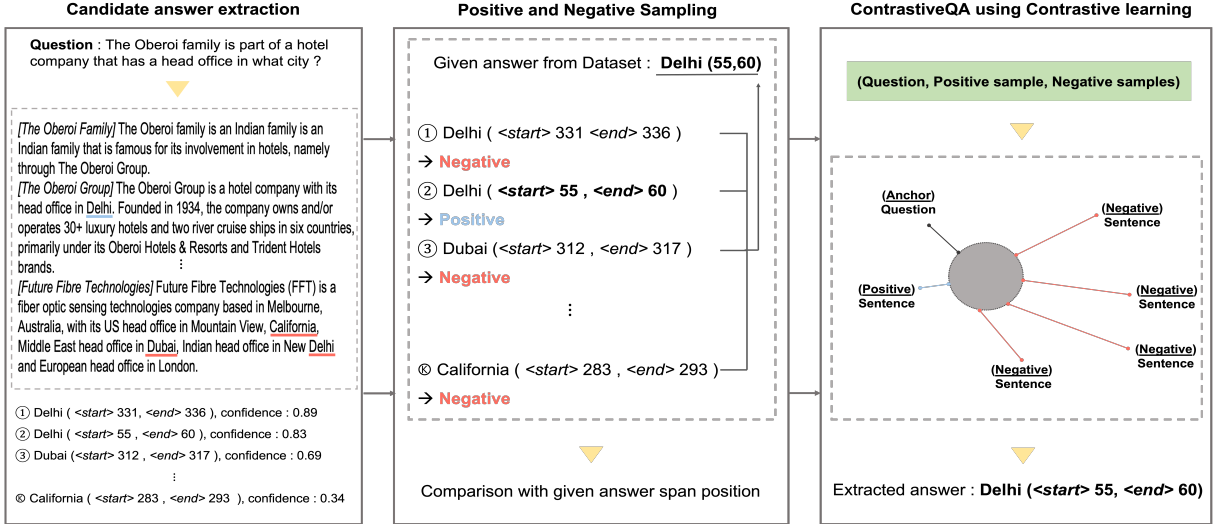 Candidate answer extraction
Question : The Oberoi family is part of a hotel
company that has a head office in what city ?
[The Oberoi Family] The Oberoi family is an Indian family is an
Indian family that is famous for its involvement in hotels, namely
through The Oberoi Group.
[The Oberoi Group] The Oberoi Group is a hotel company with its
head office in Delhi. Founded in 1934, the company owns and/or
operates 30+ luxury hotels and two river cruise ships in six countries,
primarily under its Oberoi Hotels & Resorts and Trident Hotels
brands.
⋮
[Future Fibre Technologies] Future Fibre Technologies (FFT) is a
fiber optic sensing technologies company based in Melbourne,
Australia, with its US head office in Mountain View, California,
Middle East head office in Dubai, Indian head office in New Delhi
and European head office in London.
① Delhi ( <start> 331, <end> 336 ), confidence : 0.89
② Delhi ( <start> 55 , <end> 60 ), confidence : 0.83
③ Dubai (<start> 312 , <end> 317 ), confidence : 0.69
⋮
Ⓚ California ( <start> 283 , <end> 293 ), confidence : 0.34
Positive and Negative Sampling
Given answer from Dataset : Delhi (55,60)
① Delhi ( <start> 331 <end> 336 )
→ Negative
② Delhi ( <start> 55 , <end> 60 )
→ Positive
③ Dubai (<start> 312 , <end> 317 )
→ Negative
⋮
Ⓚ California ( <start> 283 , <end> 293 )
→ Negative
Comparison with given answer span position
ContrastiveQA using Contrastive learning
(Question, Positive sample, Negative samples)
(Anchor)
Question
(Negative)
Sentence
(Positive)
Sentence
(Negative)
Sentence
(Negative)
Sentence
(Negative)
Sentence
Extracted answer : Delhi (<start> 55, <end> 60)